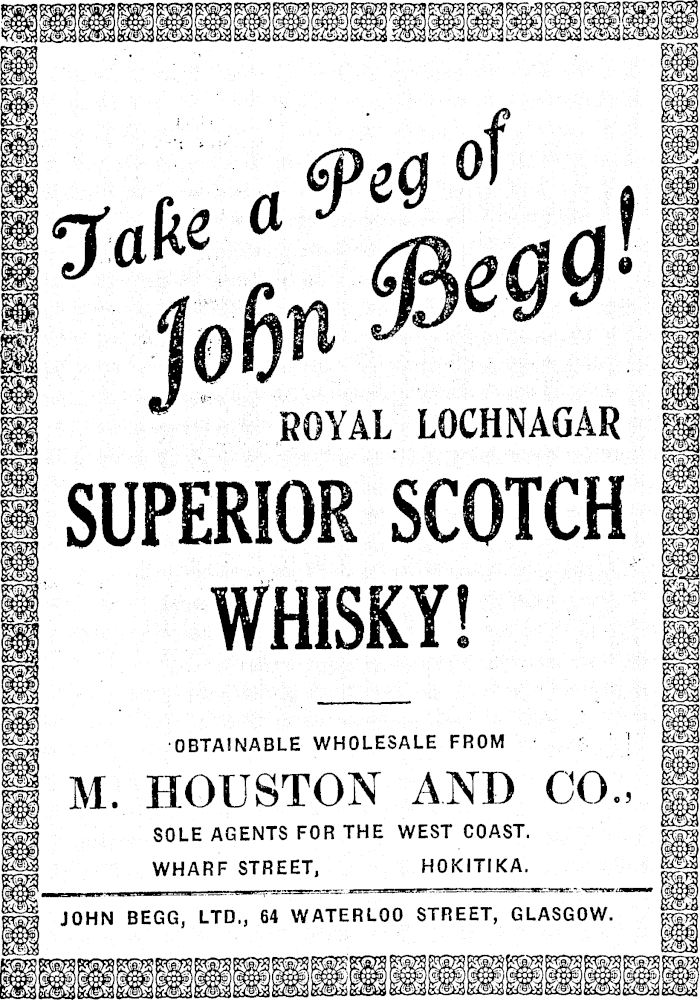 Take a Peg of
John Begg!
ROYAL LOCHNAGAR
SUPERIOR SCOTCH
WHISKY!
OBTAINABLE WHOLESALE FROM
M. HOUSTON AND CO.,
SOLE AGENTS FOR THE WEST COAST.
WHARF STREET, HOKITIKA.
JOHN BEGG, LTD., 64 WATERLOO STREET, GLASGOW.